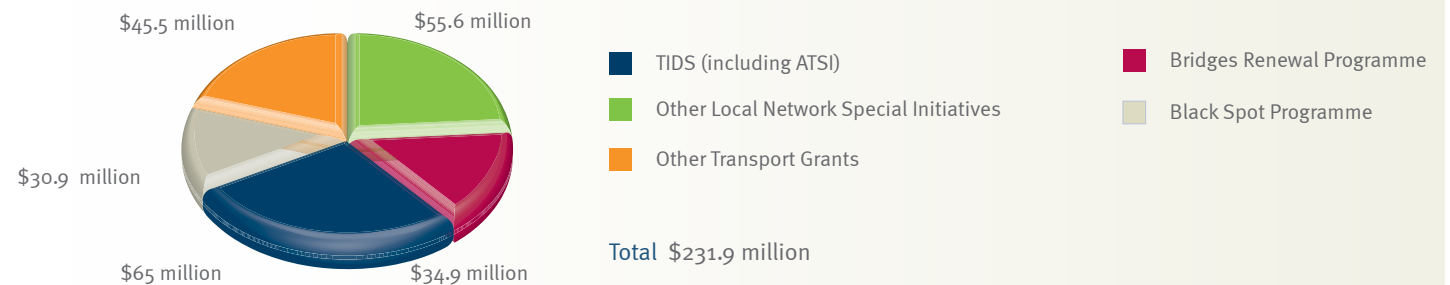 $45.5 million
$55.6 million
$30.9 million
$65 million
$34.9 million
TIDS (including ATSI)
Other Local Network Special Initiatives
Other Transport Grants
Bridges Renewal Programme
Black Spot Programme
Total $231.9 million